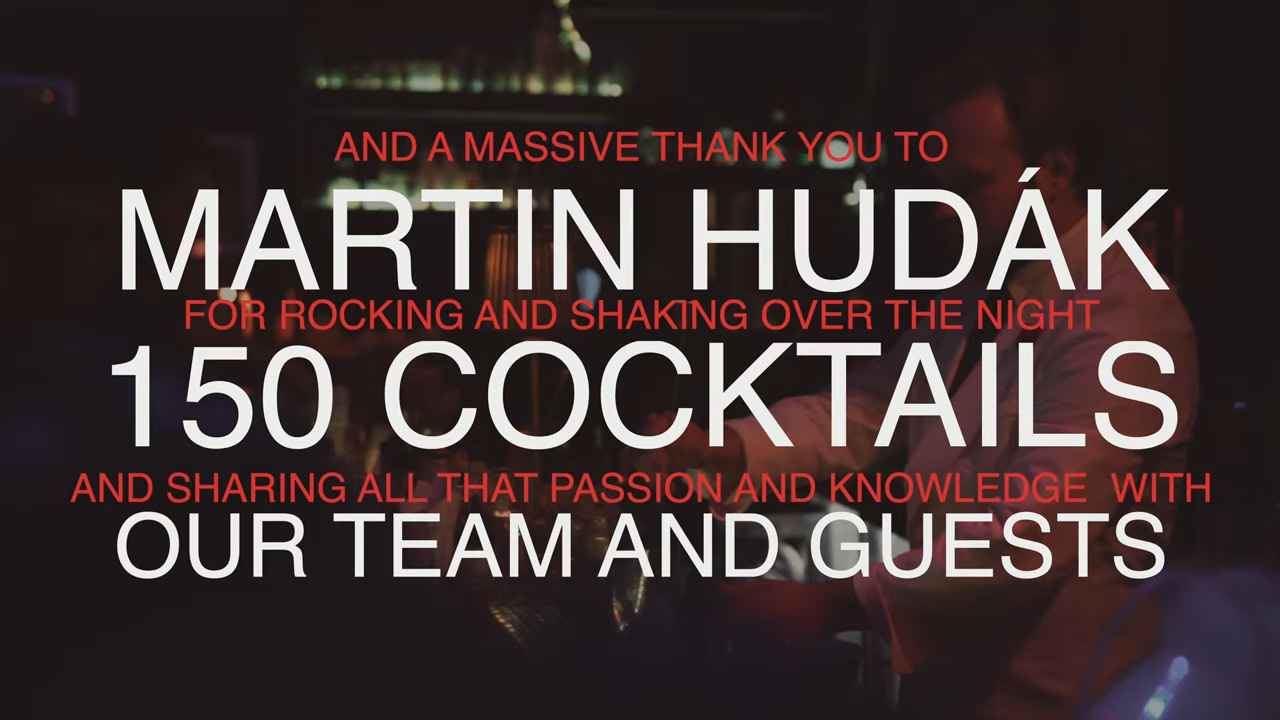 AND A MASSIVE THANK YOU TO
MARTIN HUDÁK
FOR ROCKING AND SHAKING OVER THE NIGHT
150 COCKTAILS
AND SHARING ALL THAT PASSION AND KNOWLEDGE WITH
OUR TEAM AND GUESTS